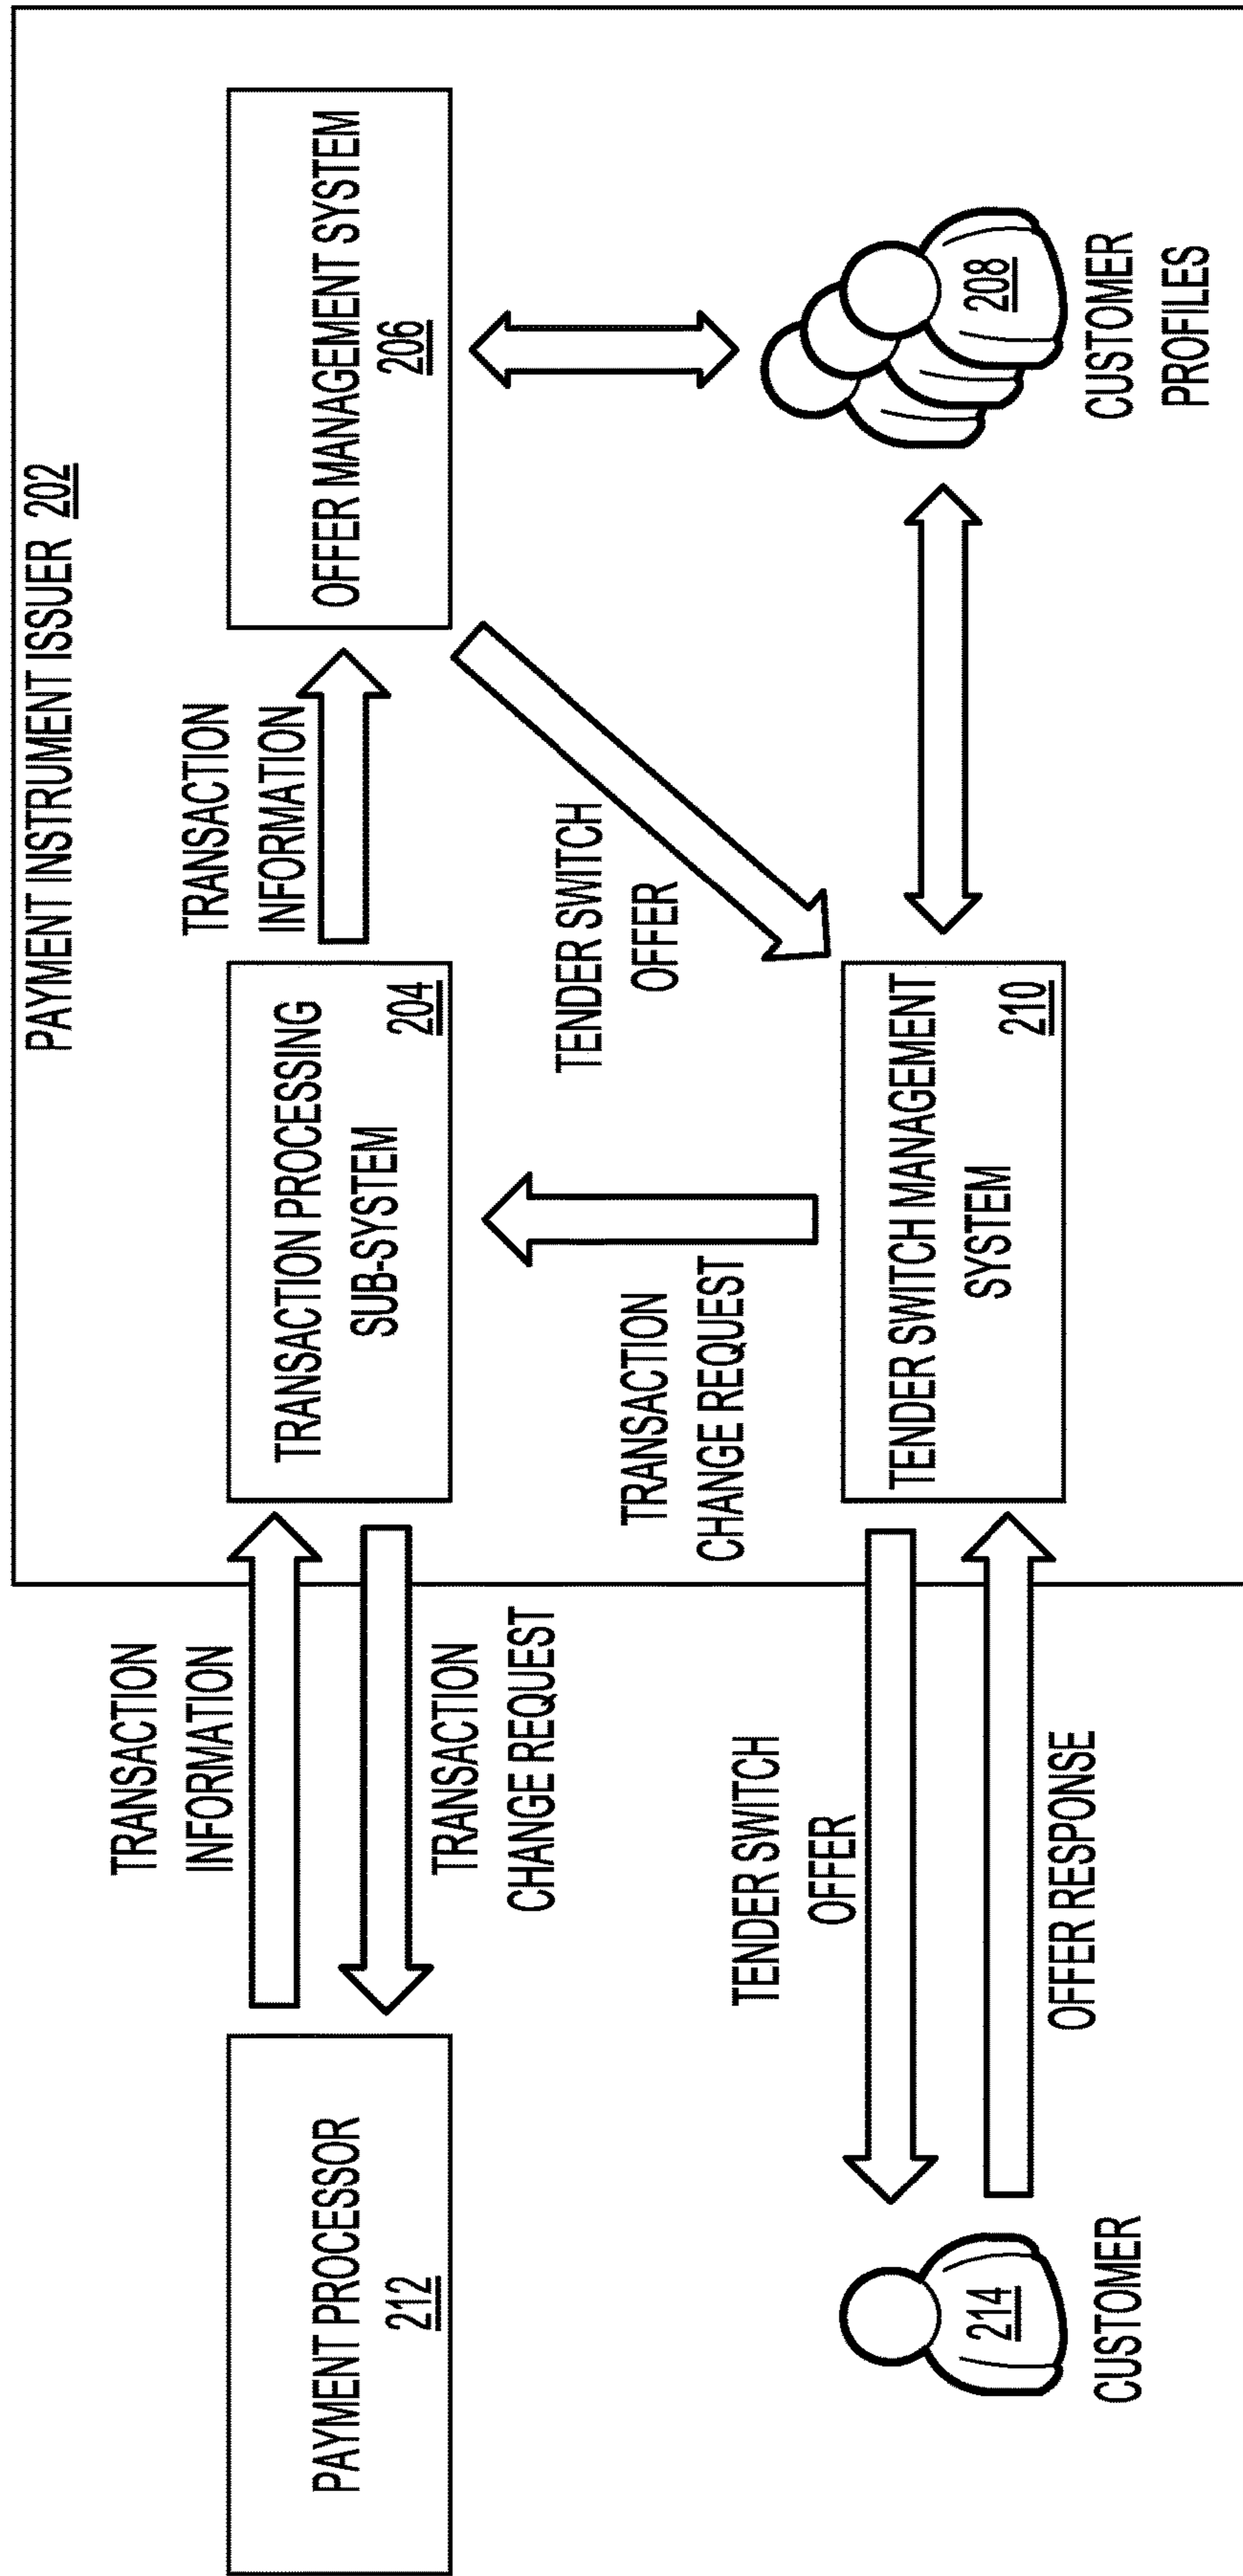 PAYMENT INSTRUMENT ISSUER 202
PAYMENT PROCESSOR
212
TRANSACTION
INFORMATION
TRANSACTION
CHANGE REQUEST
TRANSACTION PROCESSING
SUB-SYSTEM
204
TRANSACTION
INFORMATION
OFFER MANAGEMENT SYSTEM
206
TENDER SWITCH
OFFER
TRANSACTION
CHANGE REQUEST
214
CUSTOMER
TENDER SWITCH
OFFER
OFFER RESPONSE
TENDER SWITCH MANAGEMENT
SYSTEM
210
208
CUSTOMER
PROFILES